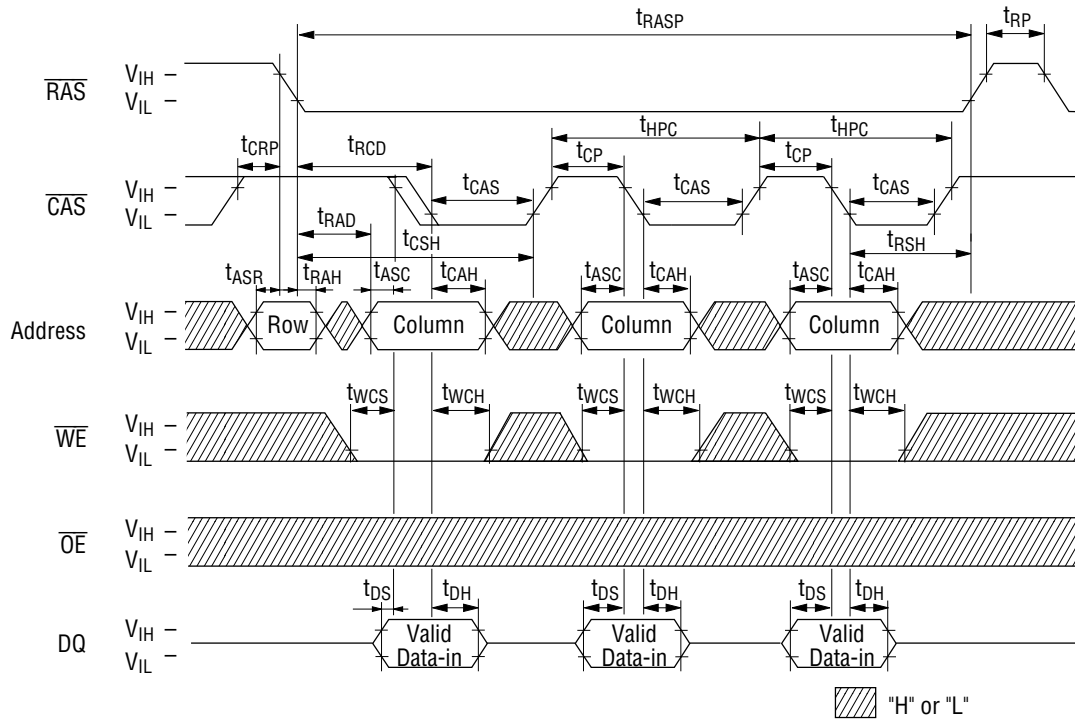 tRASP
tRP
RAS
VIH
VIL
tCRP
tRCD
tHPC
tHPC
tCP
tCP
CAS
VIH
VIL
tCAS
tCAS
tCAS
tRAD
tCSH
tRSH
tASR
tRAH
tASC
tCAH
tASC
tCAH
tASC
tCAH
Address
VIH
VIL
Row
Column
Column
Column
tWCS
tWCH
tWCS
tWCH
tWCS
tWCH
WE
VIH
VIL
OE
VIH
VIL
tDS
tDH
tDS
tDH
tDS
tDH
DQ
VIH
VIL
Valid
Data-in
Valid
Data-in
Valid
Data-in
"H" or "L"